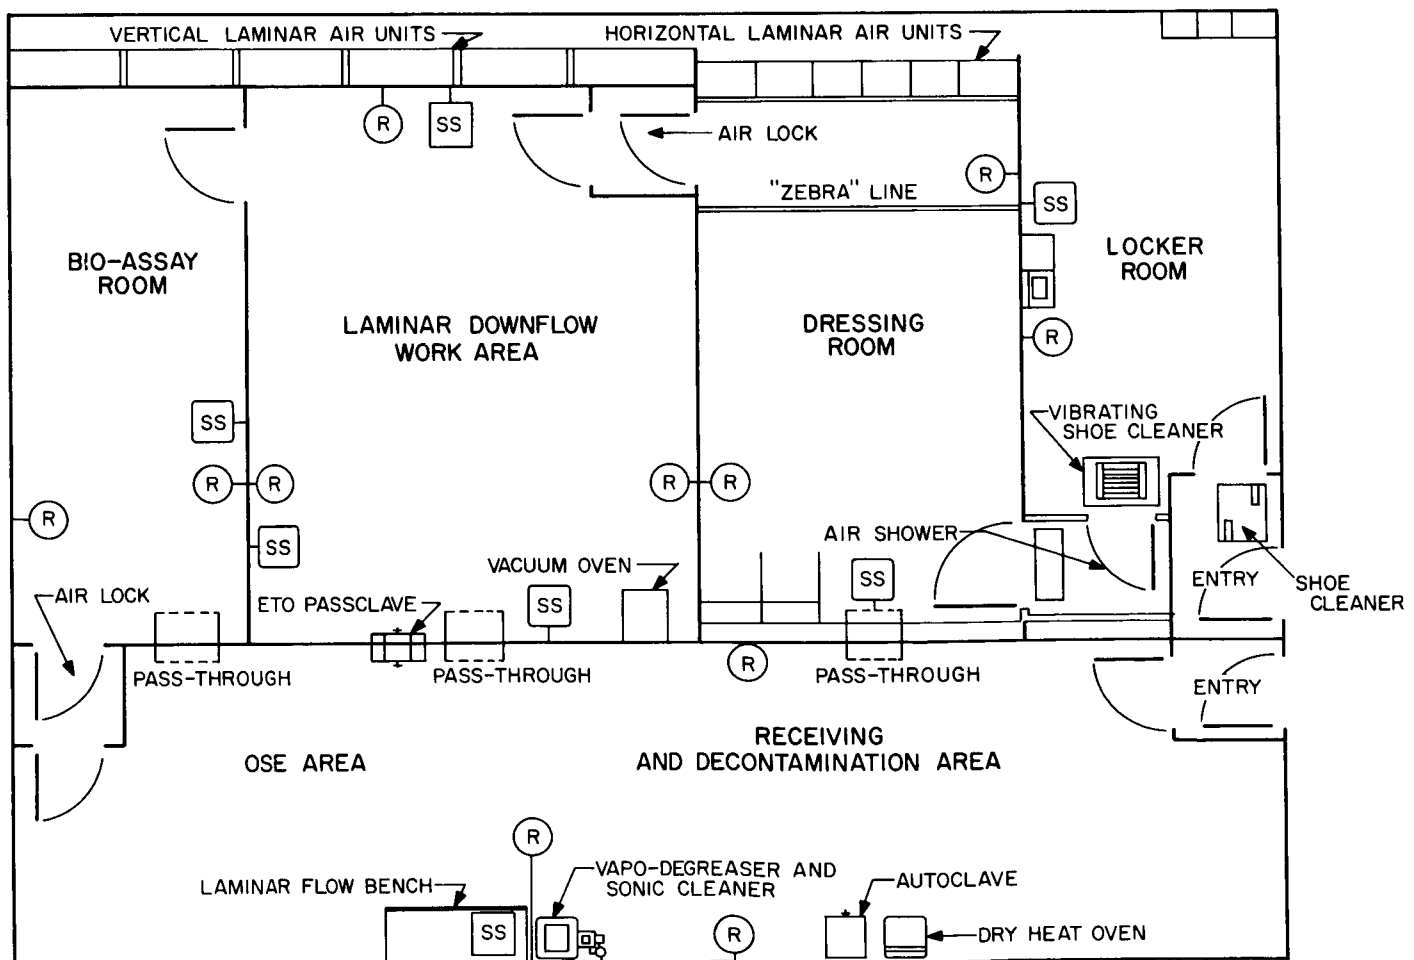 VERTICAL LAMINAR AIR UNITS
HORIZONTAL LAMINAR AIR UNITS
R
SS
AIR LOCK
R
"ZEBRA" LINE
SS
BIO-ASSAY
ROOM
LOCKER
ROOM
LAMINAR DOWNFLOW
WORK AREA
DRESSING
ROOM
R
SS
VIBRATING
SHOE CLEANER
R
R
R
R
R
SS
AIR SHOWER
VACUUM OVEN
SS
SS
ENTRY
SHOE
CLEANER
AIR LOCK
ETO PASSCLAVE
PASS-THROUGH
PASS-THROUGH
R
PASS-THROUGH
ENTRY
OSE AREA
RECEIVING
AND DECONTAMINATION AREA
R
LAMINAR FLOW BENCH
VAPO-DEGREASER AND
SONIC CLEANER
AUTOCLAVE
SS
R
DRY HEAT OVEN